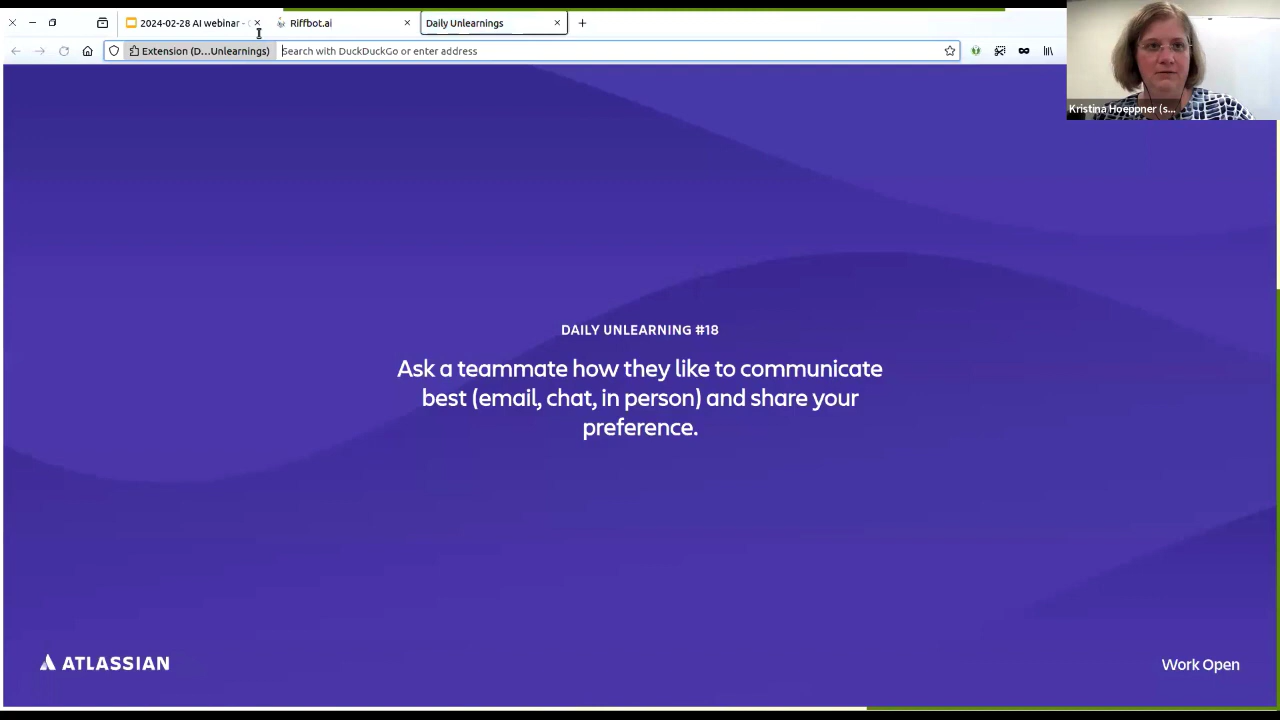 2024-02-28 AI webinar -
Riffbot.ai
Daily Unlearnings
Extension (D...Unlearnings)
Search with DuckDuckGo or enter address
Kristina Hoeppner (s...
DAILY UNLEARNING #18
Ask a teammate how they like to communicate
best (email, chat, in person) and share your
preference.
ATLASSIAN
Work Open